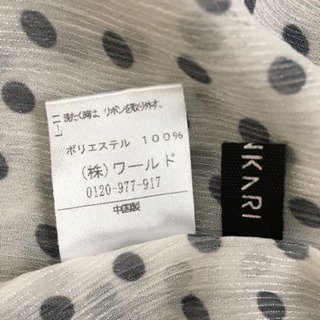 洗たく時は、リボンを取り外す。
ポリエステル 100%
(株)ワールド
0120-977-917
中国製
NKARI